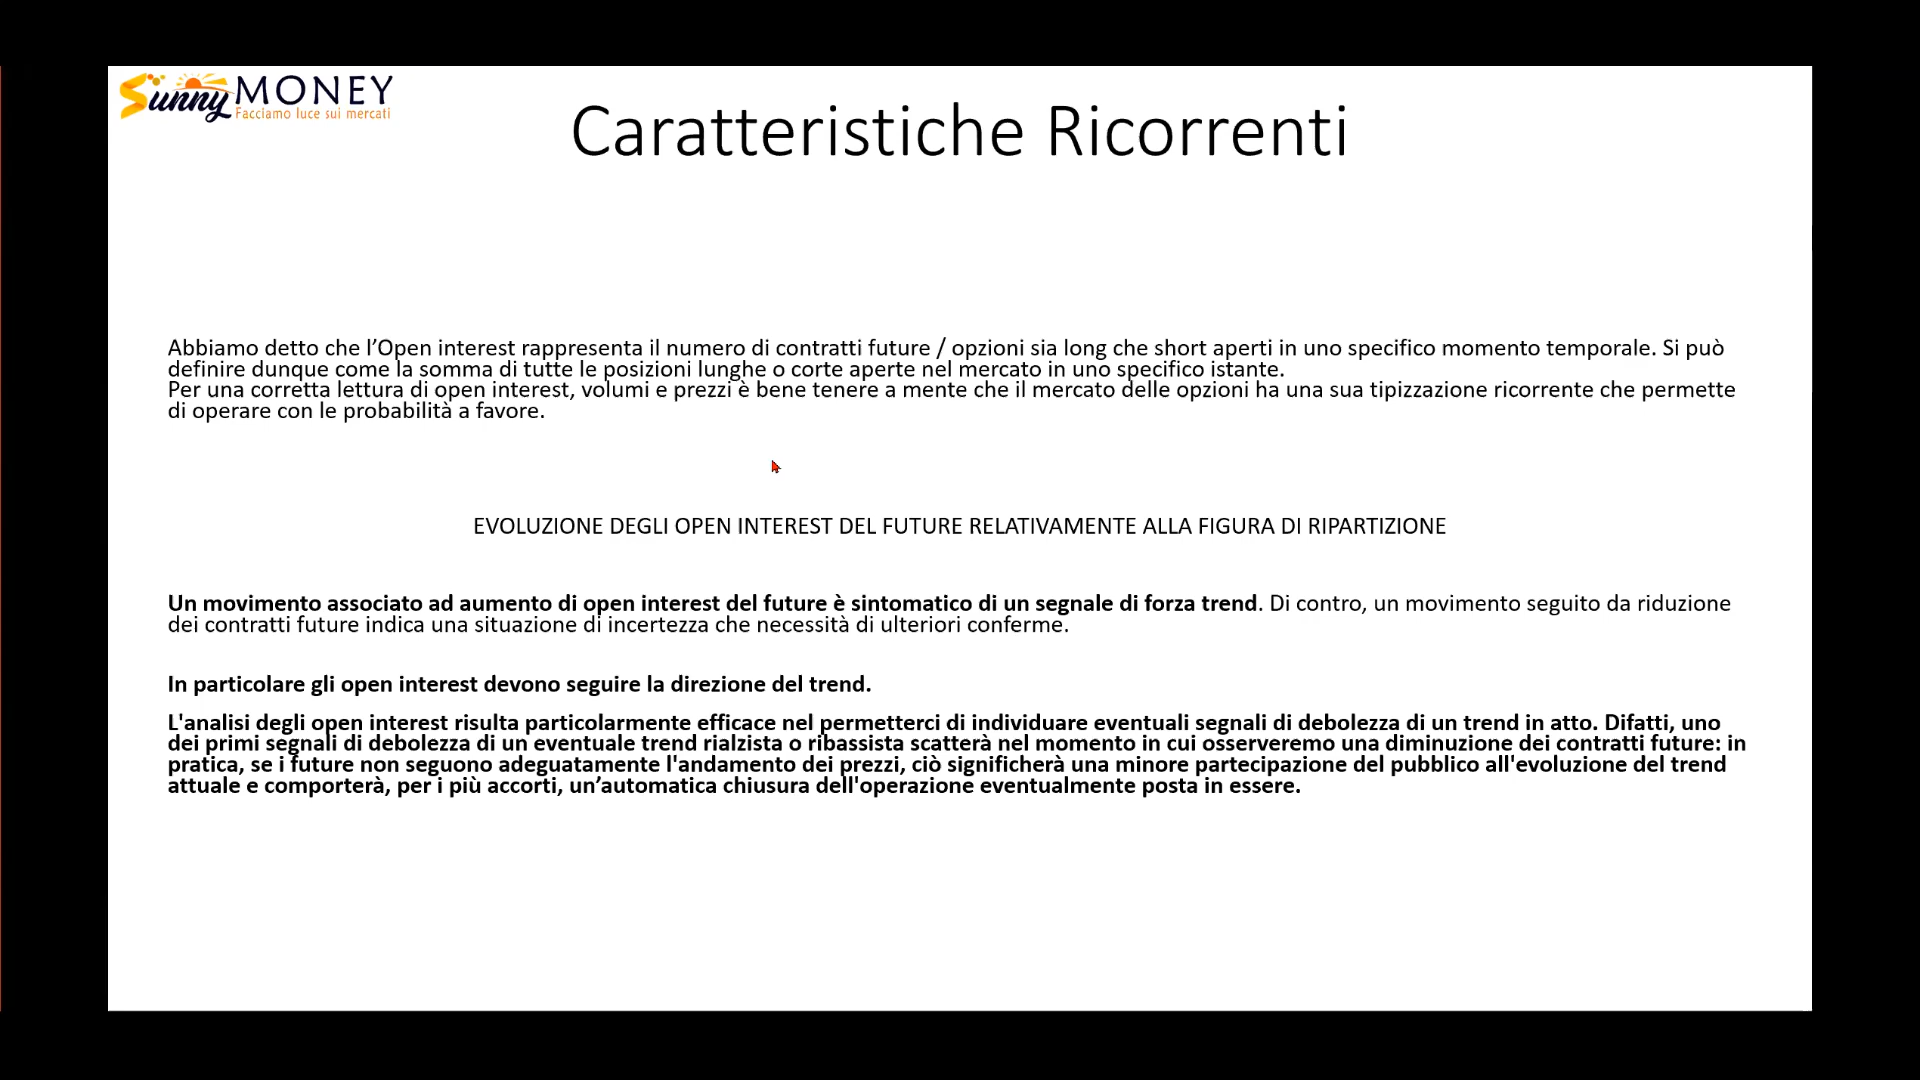 Sunny MONEY
Facciamo luce sui mercati
Caratteristiche Ricorrenti
Abbiamo detto che l’Open interest rappresenta il numero di contratti future / opzioni sia long che short aperti in uno specifico momento temporale. Si può
definire dunque come la somma di tutte le posizioni lunghe o corte aperte nel mercato in uno specifico istante.
Per una corretta lettura di open interest, volumi e prezzi è bene tenere a mente che il mercato delle opzioni ha una sua tipizzazione ricorrente che permette
di operare con le probabilità a favore.
EVOLUZIONE DEGLI OPEN INTEREST DEL FUTURE RELATIVAMENTE ALLA FIGURA DI RIPARTIZIONE
Un movimento associato ad aumento di open interest del future è sintomatico di un segnale di forza trend. Di contro, un movimento seguito da riduzione
dei contratti future indica una situazione di incertezza che necessità di ulteriori conferme.
In particolare gli open interest devono seguire la direzione del trend.
L'analisi degli open interest risulta particolarmente efficace nel permetterci di individuare eventuali segnali di debolezza di un trend in atto. Difatti, uno
dei primi segnali di debolezza di un eventuale trend rialzista o ribassista scatterà nel momento in cui osserveremo una diminuzione dei contratti future: in
pratica, se i future non seguono adeguatamente l'andamento dei prezzi, ciò significherà una minore partecipazione del pubblico all'evoluzione del trend
attuale e comporterà, per i più accorti, un’automatica chiusura dell'operazione eventualmente posta in essere.